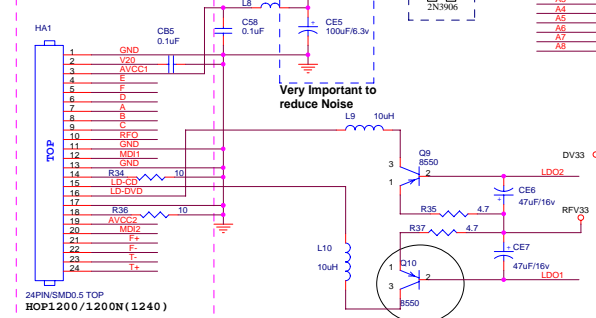 L8
2N3906
A3
A4
A5
A6
A7
A8
HA1
CB5
0.1uF
C58
0.1uF
CE5
100uF/6.3v
Very Important to
reduce Noise
TOP
1 GND
2 V20
3 AVCC1
4 E
5 F
6 D
7 A
8 B
9 C
10 RFO
11 GND
12 MDI1
13 GND
14 R34 10
15 LD-CD
16 LD-DVD
17
18 R36 10
19 AVCC2
20 MDI2
21 F+
22 F-
23 T-
24 T+
24PIN/SMD0.5 TOP
HOP1200/1200N(1240)
L9 10uH
Q9
8550
3
2
1
LDO2
DV33
CE6
47uF/16v
RFV33
R35 4.7
R37 4.7
CE7
47uF/16v
L10
10uH
Q10
1
2
3
8550
LDO1